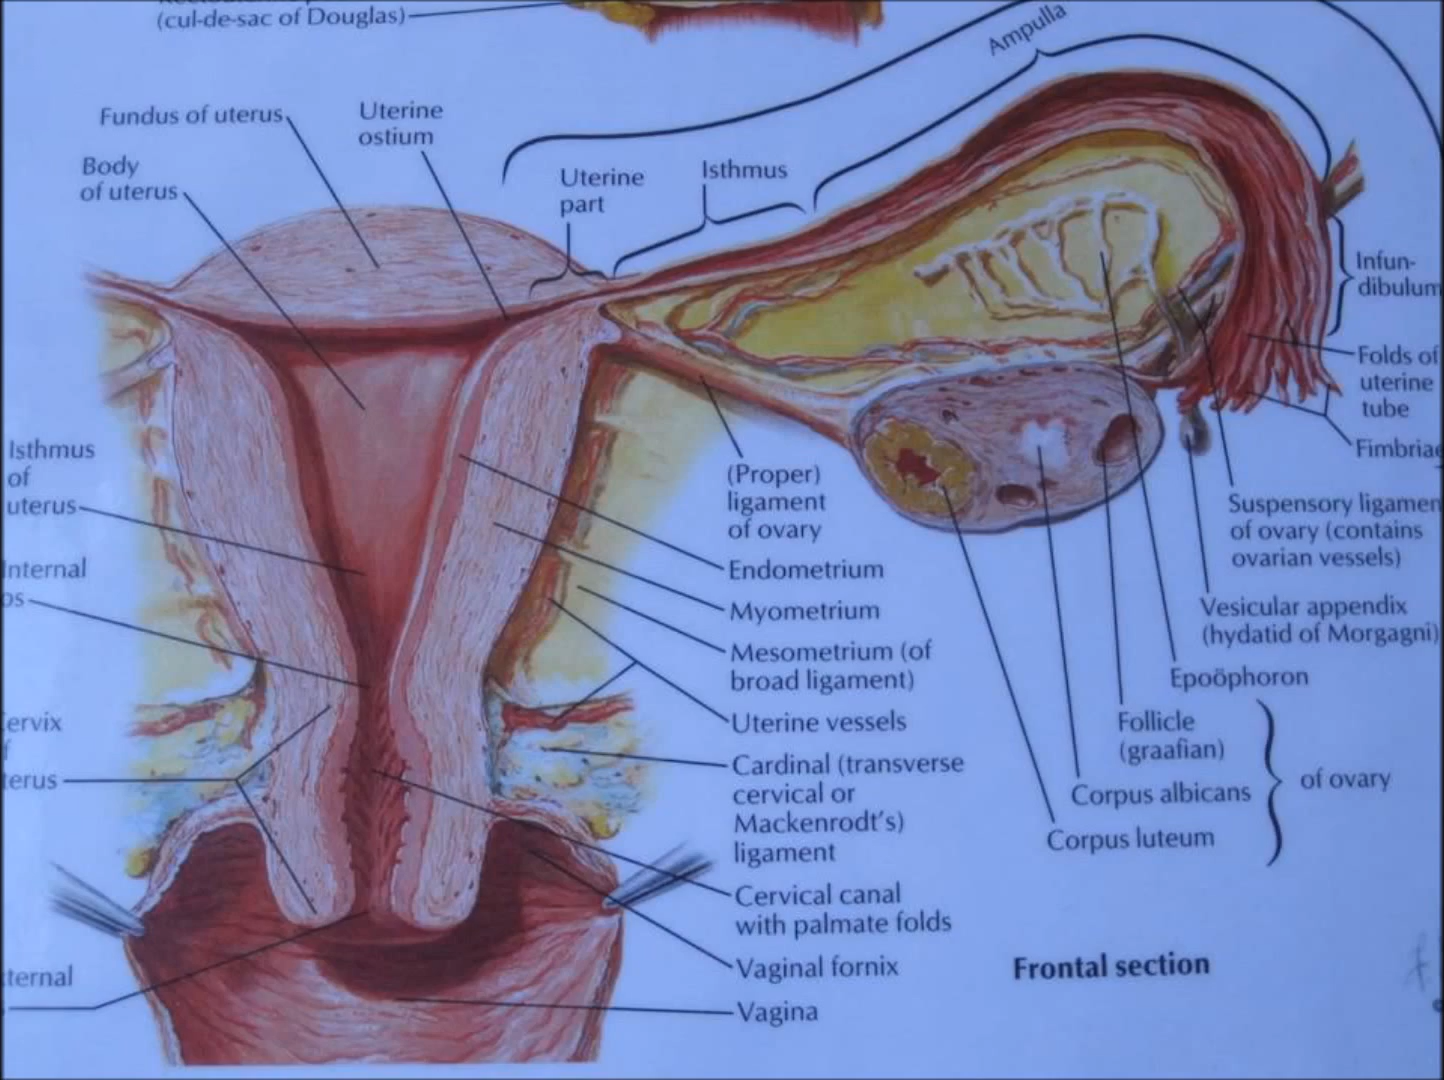 (cul-de-sac of Douglas)
Ampulla
Fundus of uterus
Uterine
ostium
Body
of uterus
Uterine
part
Isthmus
Infun-
dibulum
Folds of
uterine
tube
Fimbriae
Isthmus
of
uterus
(Proper)
ligament
of ovary
Suspensory ligamen
of ovary (contains
ovarian vessels)
Internal
os
Endometrium
Myometrium
Mesometrium (of
broad ligament)
Uterine vessels
Vesicular appendix
(hydatid of Morgagni)
Epoöphoron
Follicle
(graafian)
Corpus albicans
Corpus luteum
of ovary
ervix
f
terus
Cardinal (transverse
cervical or
Mackenrodt's)
ligament
Cervical canal
with palmate folds
Vaginal fornix
Vagina
ternal
Frontal section